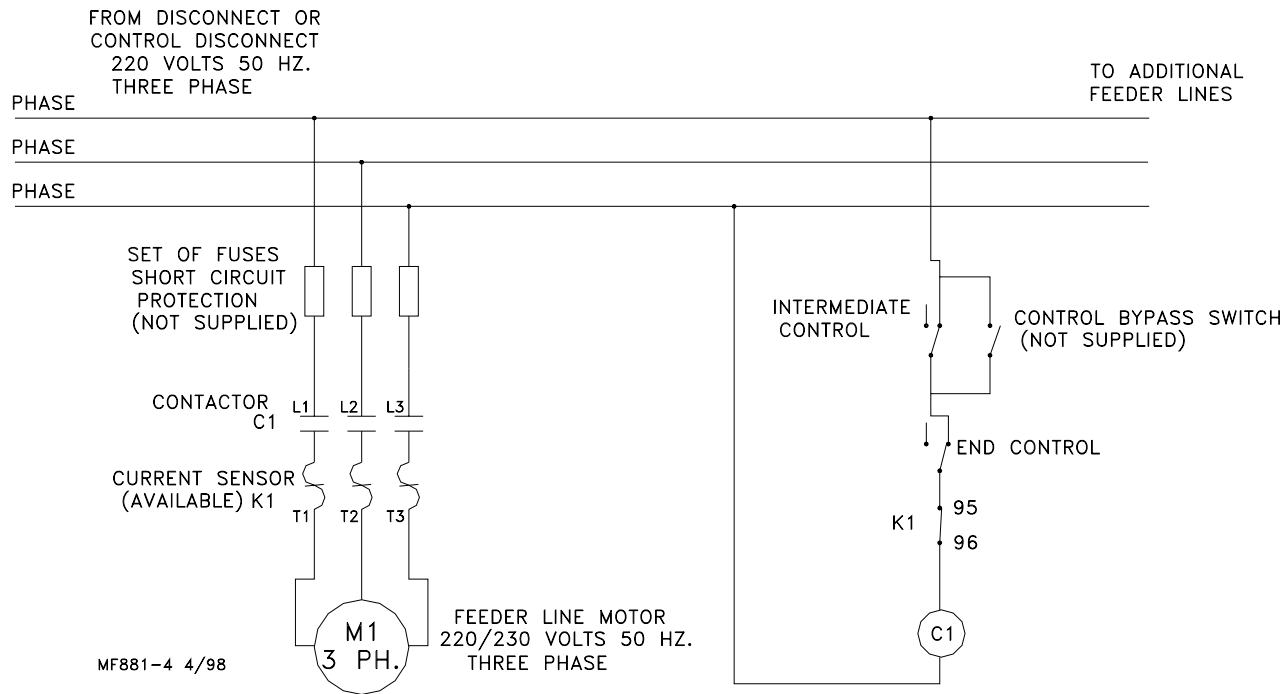 FROM DISCONNECT OR
CONTROL DISCONNECT
220 VOLTS 50 HZ.
THREE PHASE
TO ADDITIONAL
FEEDER LINES
PHASE
PHASE
PHASE
SET OF FUSES
SHORT CIRCUIT
PROTECTION
(NOT SUPPLIED)
INTERMEDIATE
CONTROL
CONTROL BYPASS SWITCH
(NOT SUPPLIED)
CONTACTOR
C1
L1
L2
L3
END CONTROL
CURRENT SENSOR
(AVAILABLE) K1
T1
T2
T3
K1
95
96
M1
3 PH.
FEEDER LINE MOTOR
220/230 VOLTS 50 HZ.
THREE PHASE
C1
MF881-4 4/98